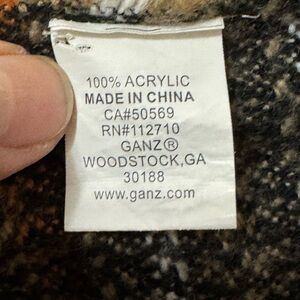 100% ACRYLIC
MADE IN CHINA
CA#50569
RN#112710
GANZ®
WOODSTOCK,GA
30188
www.ganz.com